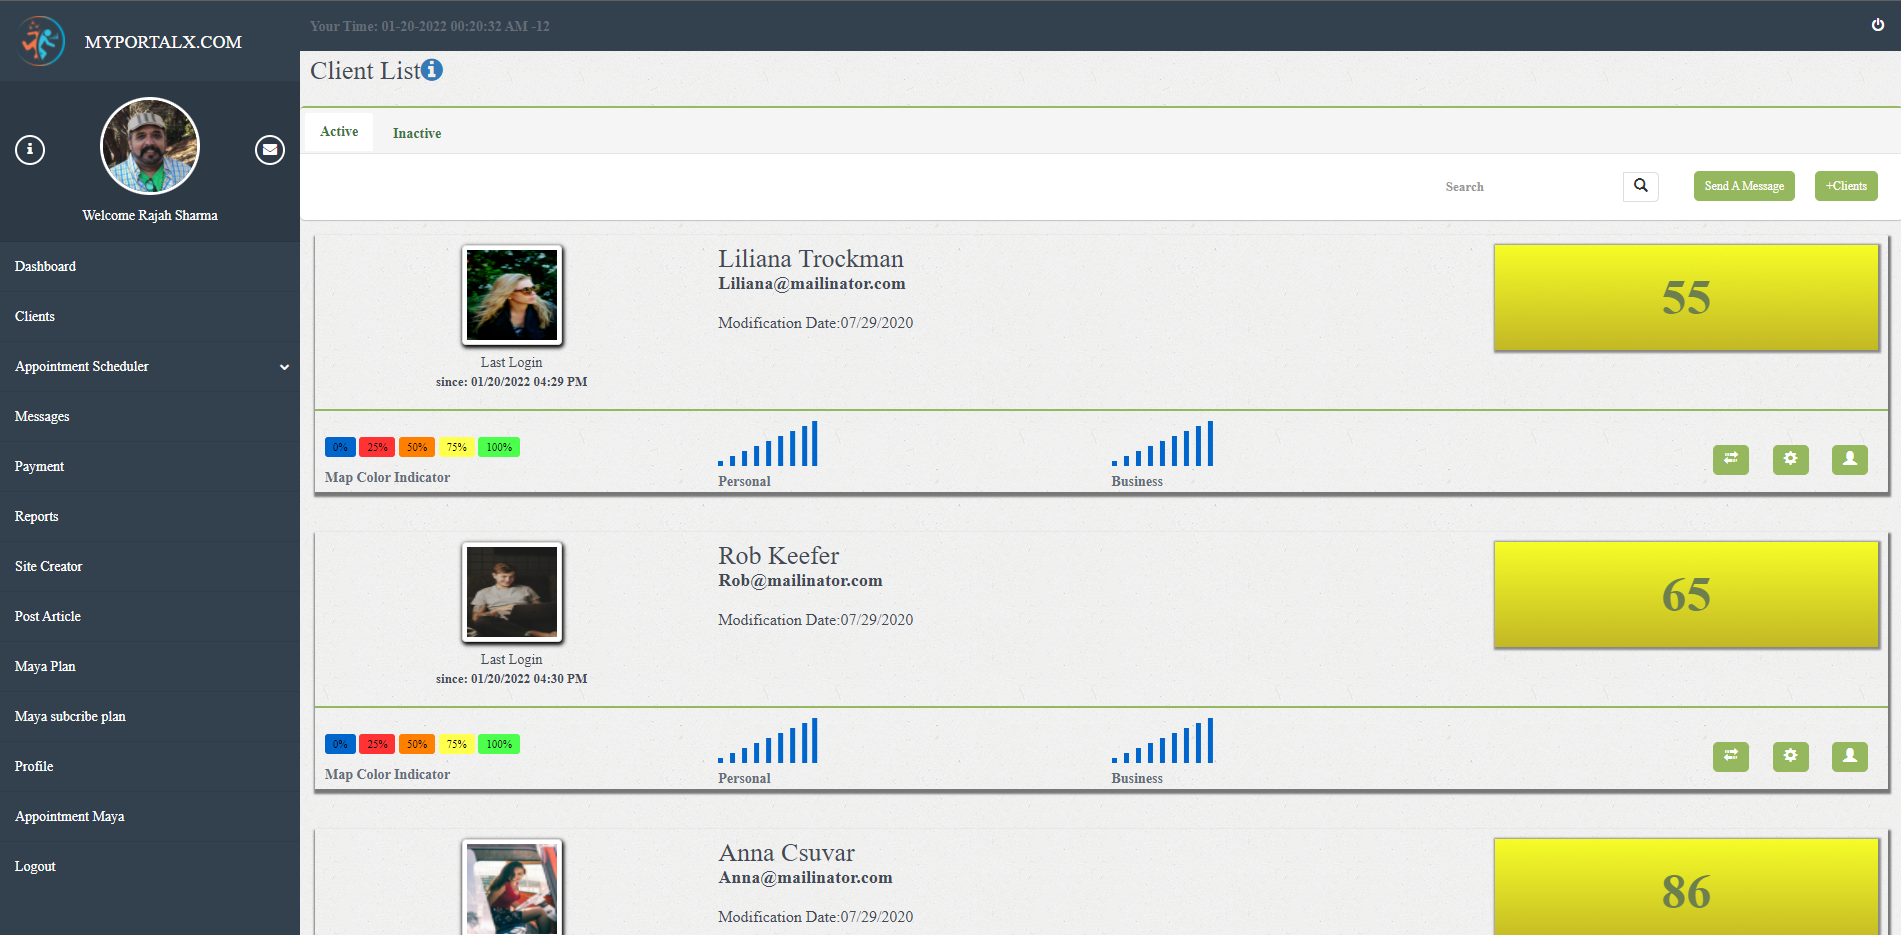 MYPORTALX.COM
Your Time: 01-20-2022 00:20:32 AM -12
Welcome Rajah Sharma
Dashboard
Clients
Appointment Scheduler
Messages
Payment
Reports
Site Creator
Post Article
Maya Plan
Maya subcribe plan
Profile
Appointment Maya
Logout
Client List
Active
Inactive
Search
Send A Message
+Clients
Liliana Trockman
Liliana@mailinator.com
Modification Date:07/29/2020
55
Last Login
since: 01/20/2022 04:29 PM
0% 25% 50% 75% 100%
Map Color Indicator
Personal
Business
Rob Keefer
Rob@mailinator.com
Modification Date:07/29/2020
65
Last Login
since: 01/20/2022 04:30 PM
0% 25% 50% 75% 100%
Map Color Indicator
Personal
Business
Anna Csuvar
Anna@mailinator.com
Modification Date:07/29/2020
86